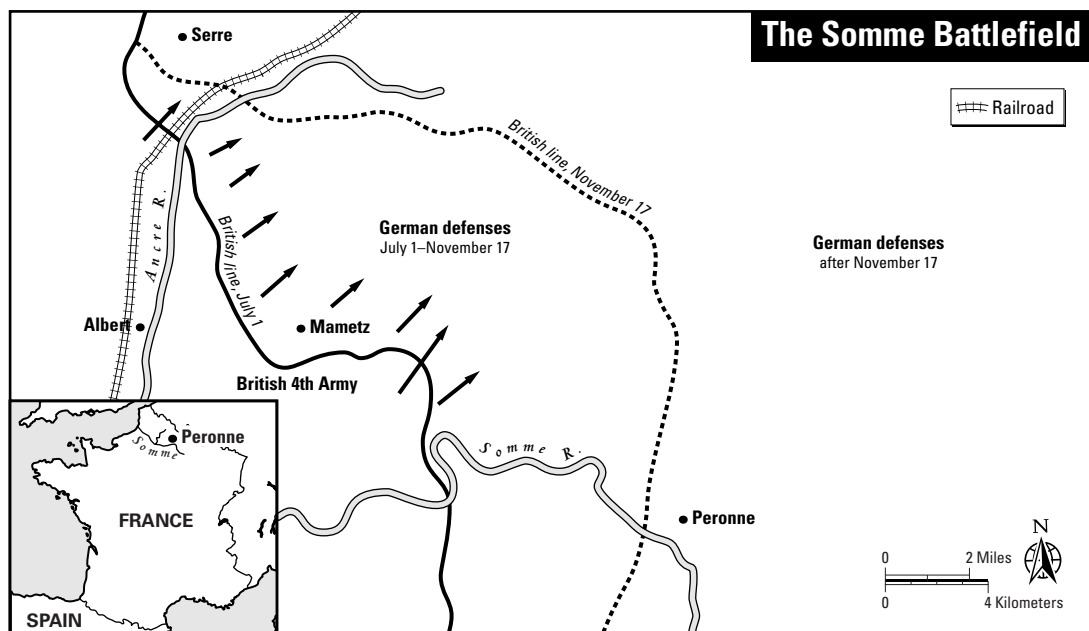 The Somme Battlefield
Serre
Railroad
British line, November 17
Ancre R.
British line, July 1
German defenses
July 1–November 17
German defenses
after November 17
Albert
Mametz
British 4th Army
Somme R.
Peronne
Peronne
Somme
FRANCE
SPAIN
N
0 2 Miles
0 4 Kilometers